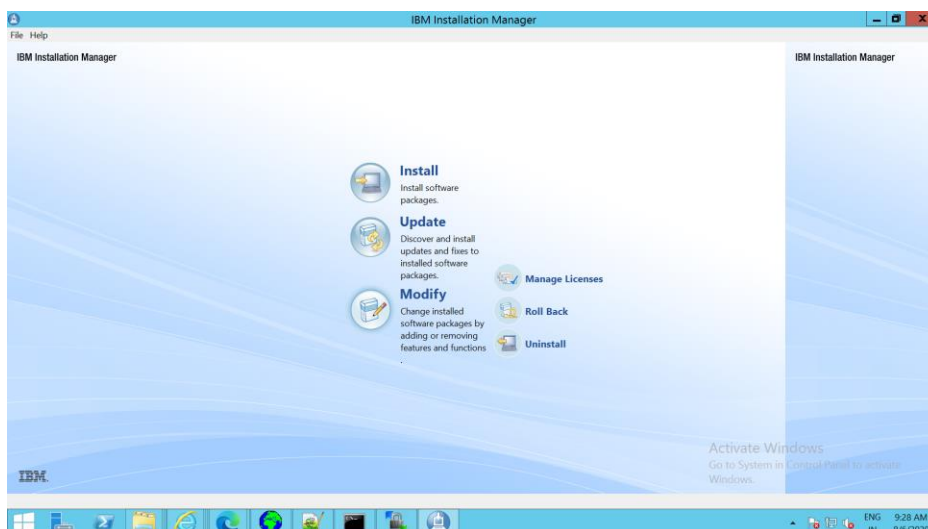 IBM Installation Manager
File Help
IBM Installation Manager
IBM Installation Manager
Install
Install software
packages.
Update
Discover and install
updates and fixes to
installed software
packages.
Manage Licenses
Modify
Change installed
software packages by
adding or removing
features and functions
.
Roll Back
Uninstall
Activate Windows
Go to System in Control Panel to activate
Windows.
IBM.
ENG 9:28 AM
IN